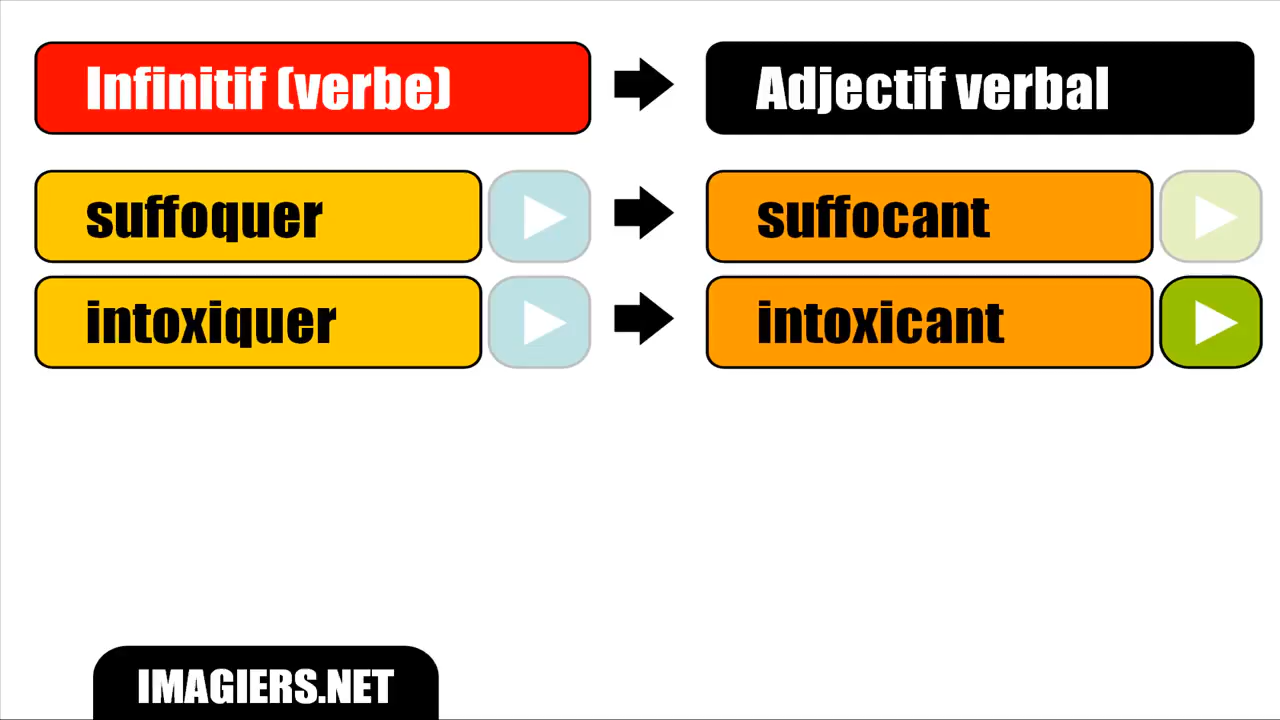 Infinitif (verbe) Adjectif verbal
suffoquer suffocant
intoxiquer intoxicant
IMAGIERS.NET